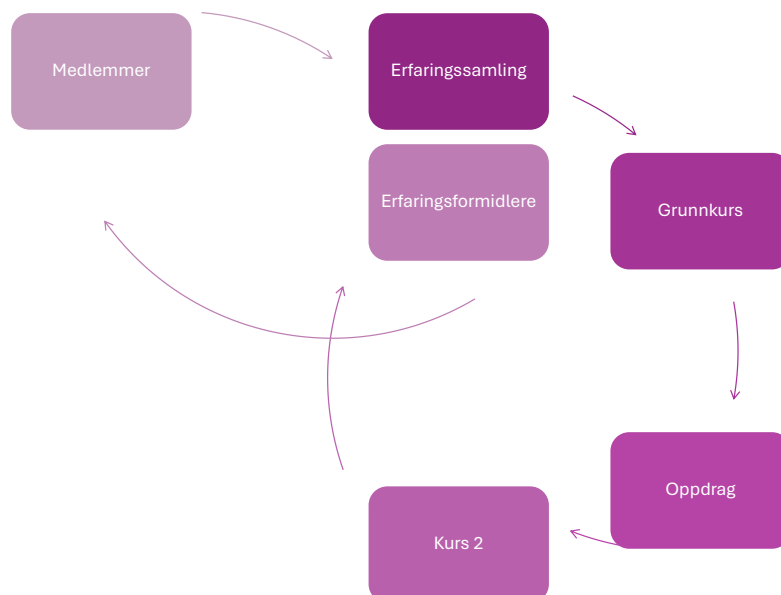 Medlemmer
Erfaringssamling
Erfaringsformidlere
Grunnkurs
Oppdrag
Kurs 2